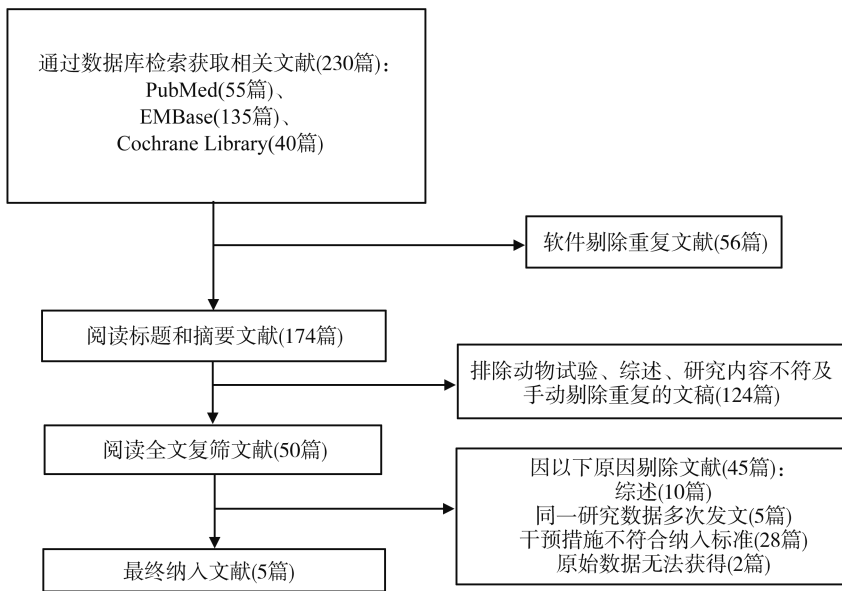 通过数据库检索获取相关文献(230篇)：
PubMed(55篇)、
EMBase(135篇)、
Cochrane Library(40篇)
软件剔除重复文献(56篇)
阅读标题和摘要文献(174篇)
排除动物试验、综述、研究内容不符及
手动剔除重复的文稿(124篇)
阅读全文复筛文献(50篇)
因以下原因剔除文献(45篇)：
综述(10篇)
同一研究数据多次发文(5篇)
干预措施不符合纳入标准(28篇)
原始数据无法获得(2篇)
最终纳入文献(5篇)